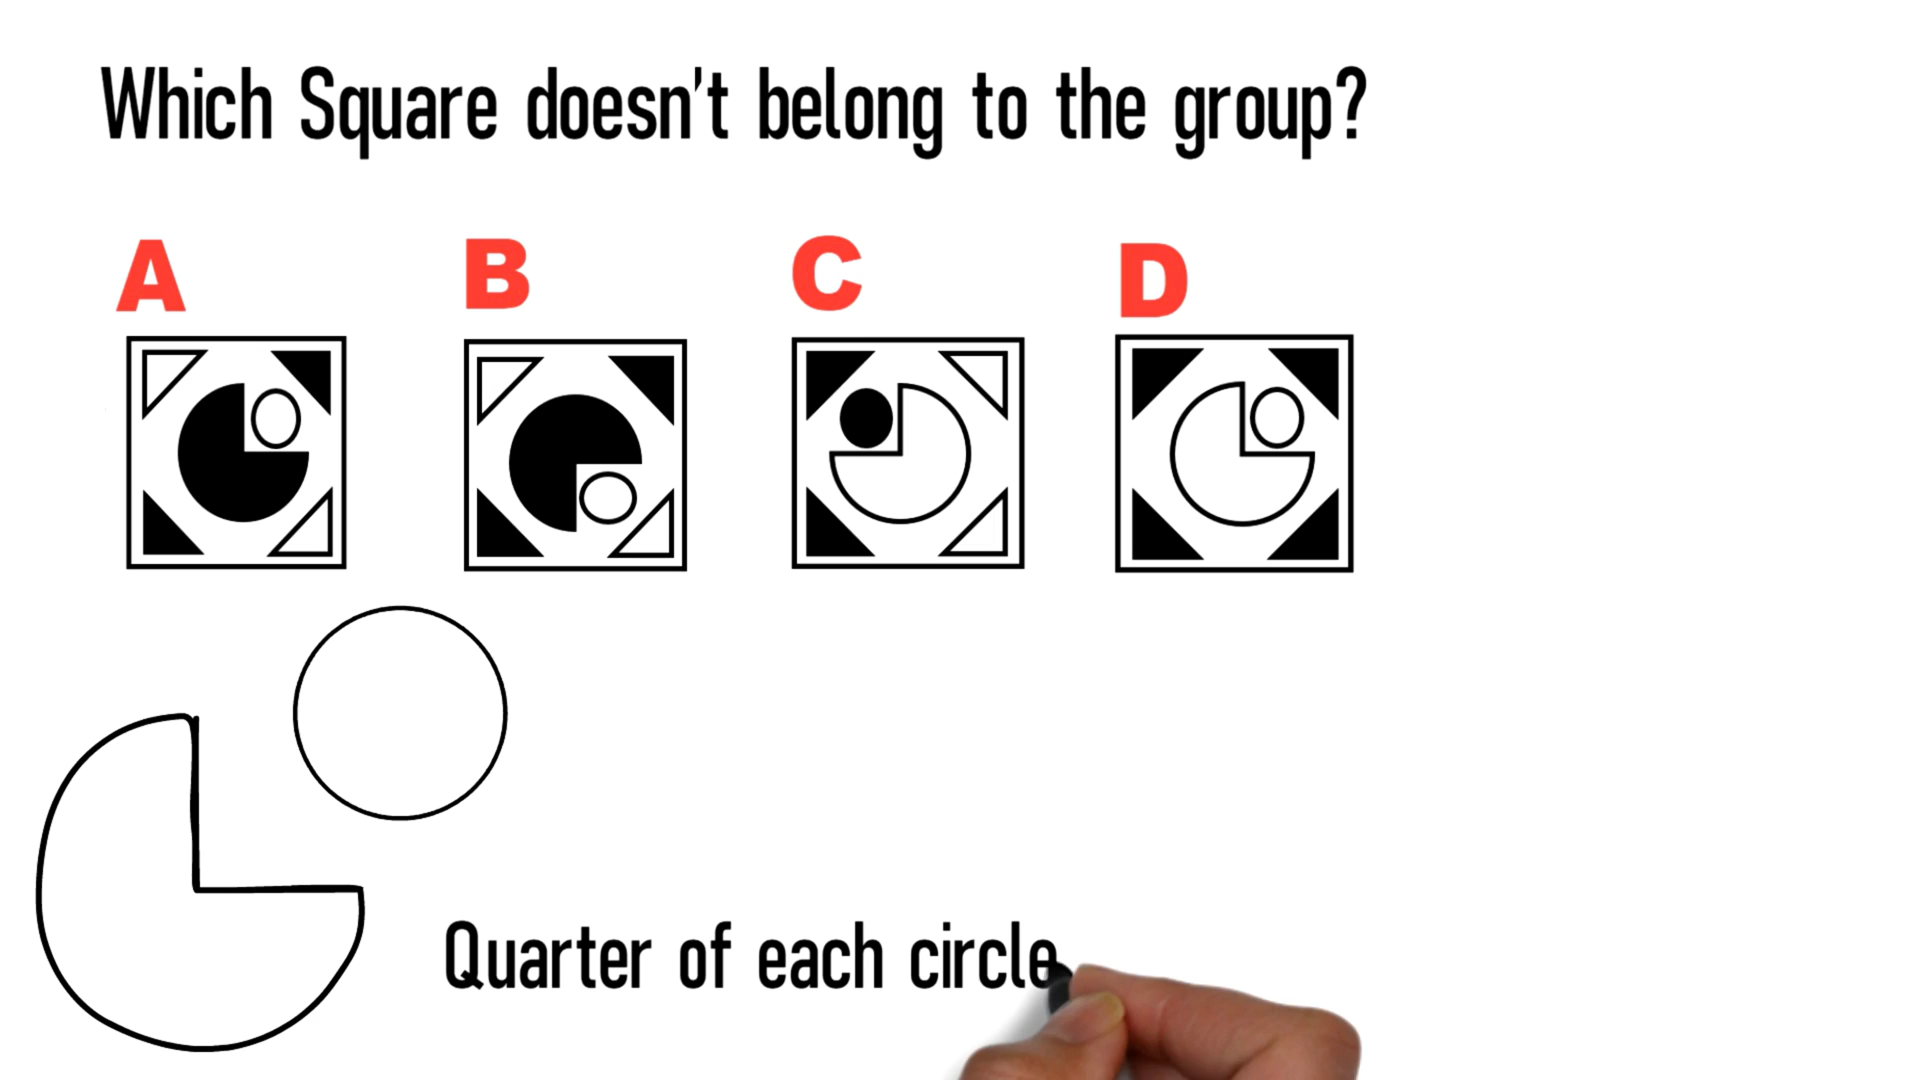 Which Square doesn't belong to the group?
A B C D
Quarter of each circle